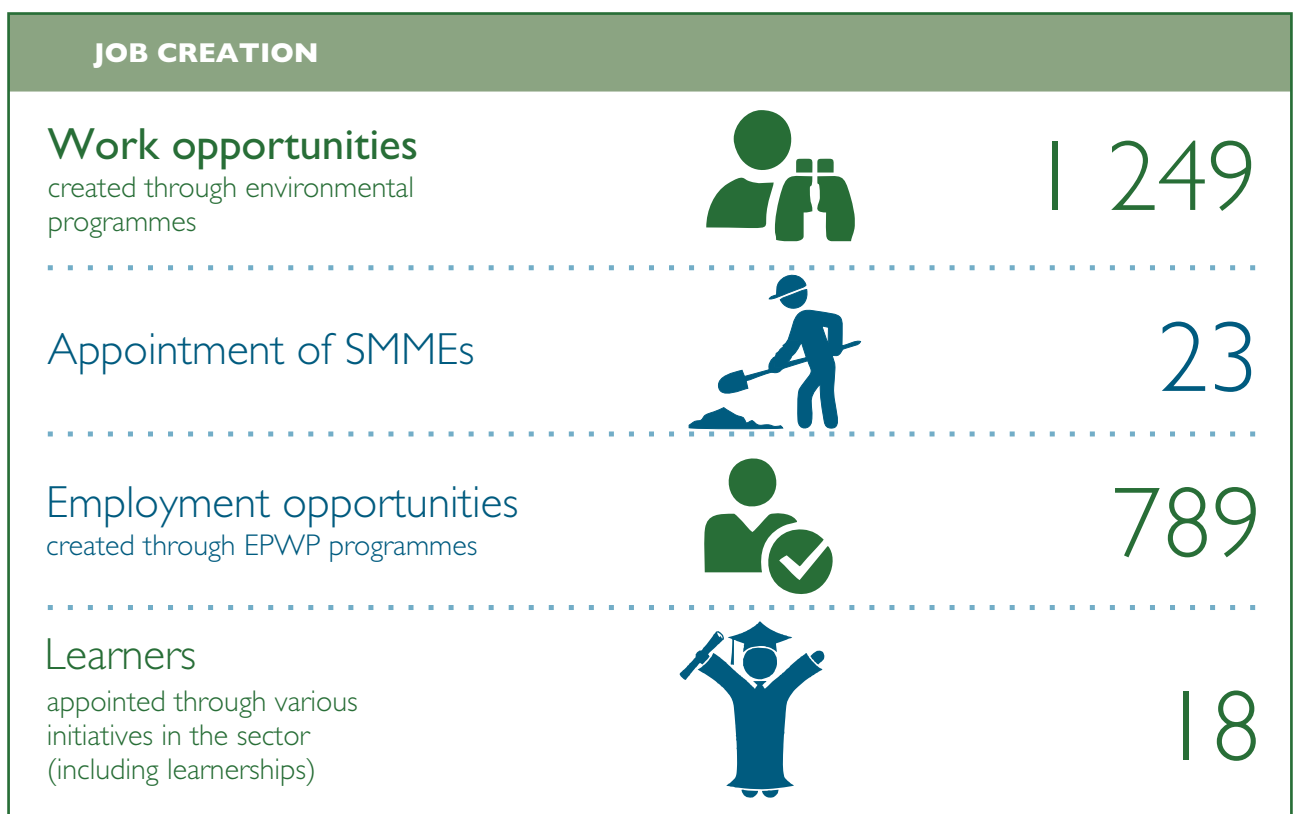 JOB CREATION
Work opportunities
created through environmental
programmes
1 249
Appointment of SMMEs
23
Employment opportunities
created through EPWP programmes
789
Learners
appointed through various
initiatives in the sector
(including learnerships)
18